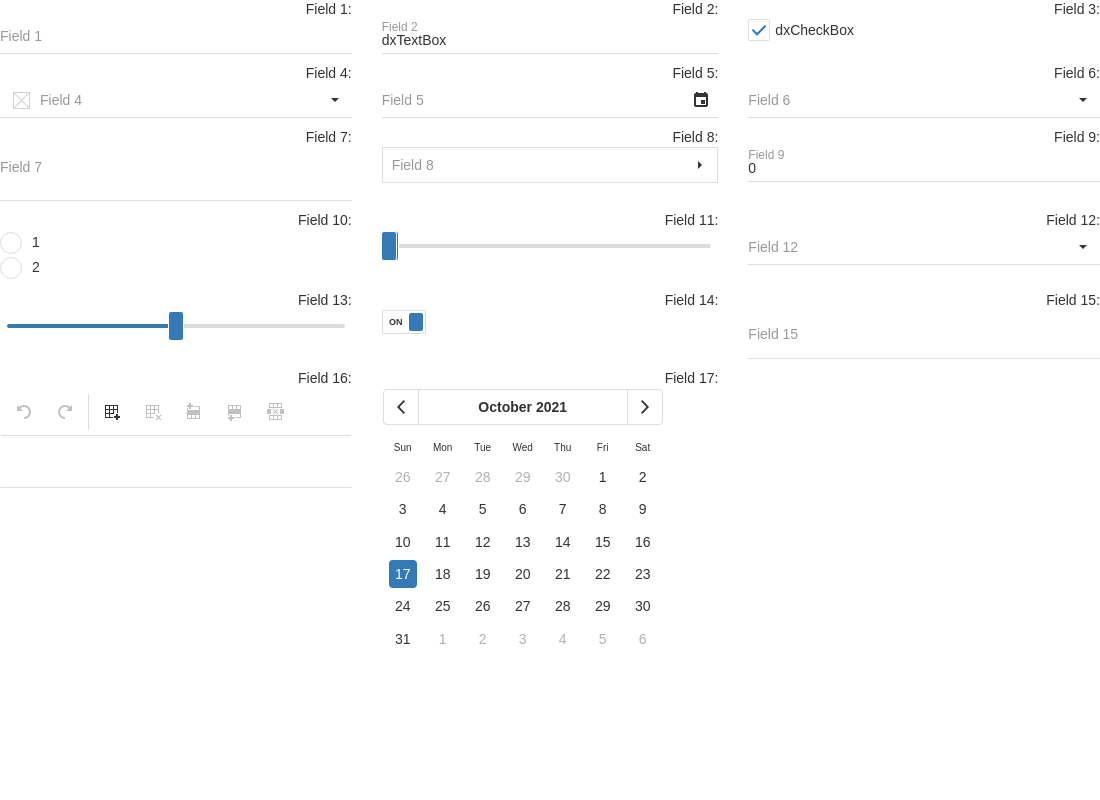 Field 1:
Field 1
Field 2:
Field 2
dxTextBox
Field 3:
dxCheckBox
Field 4:
Field 4
Field 5:
Field 5
Field 6:
Field 6
Field 7:
Field 7
Field 8:
Field 8
Field 9:
Field 9
0
Field 10:
1
2
Field 11:
Field 12:
Field 12
Field 13:
Field 14:
ON
Field 15:
Field 15
Field 16:
Field 17:
October 2021
Sun Mon Tue Wed Thu Fri Sat
26 27 28 29 30 1 2
3 4 5 6 7 8 9
10 11 12 13 14 15 16
17 18 19 20 21 22 23
24 25 26 27 28 29 30
31 1 2 3 4 5 6